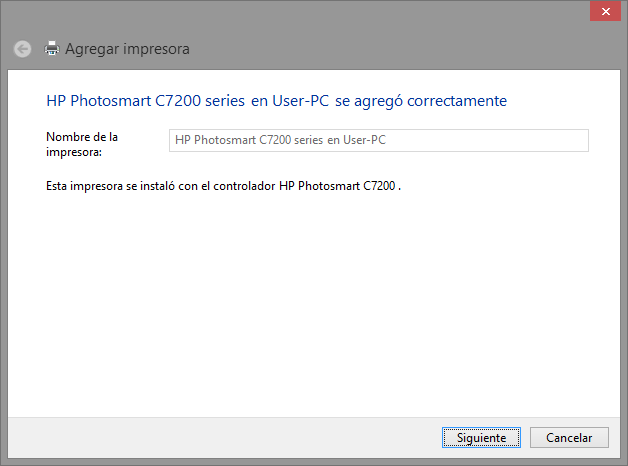 Agregar impresora
HP Photosmart C7200 series en User-PC se agregó correctamente
Nombre de la
impresora:
HP Photosmart C7200 series en User-PC
Esta impresora se instaló con el controlador HP Photosmart C7200 .
Siguiente
Cancelar